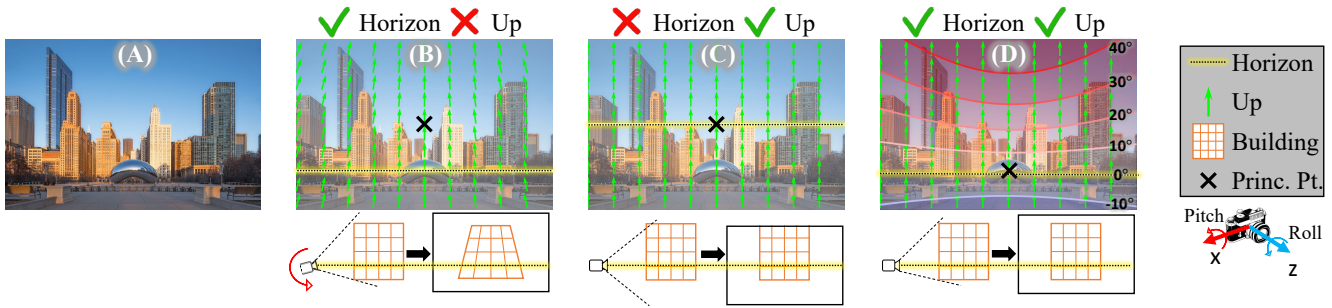 Horizon Up
Horizon Up
Horizon Up
(A)
(B)
(C)
(D)
40°
30°
20°
10°
0°
-10°
Horizon
Up
Building
Princ. Pt.
Pitch
Roll
X
Z